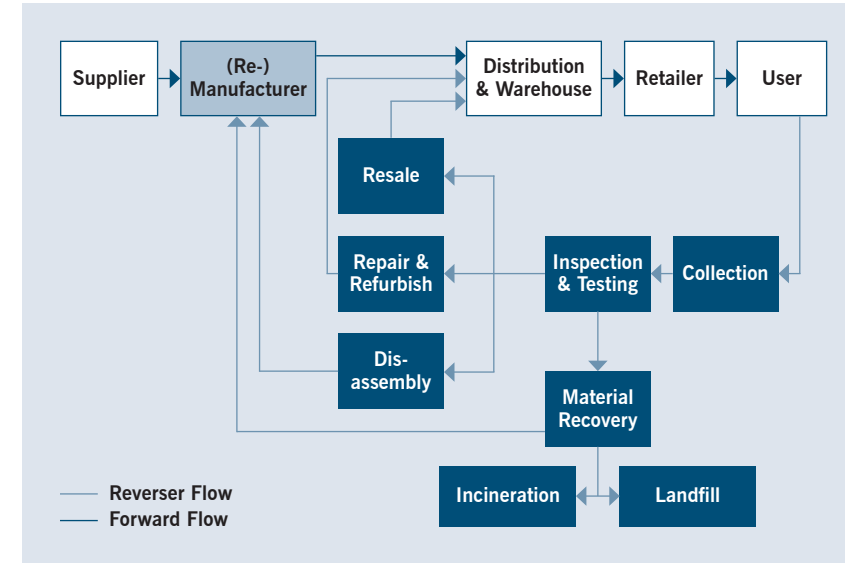 Supplier
(Re-)
Manufacturer
Distribution
& Warehouse
Retailer
User
Resale
Repair &
Refurbish
Inspection
& Testing
Collection
Dis-
assembly
Material
Recovery
Incineration
Landfill
Reverser Flow
Forward Flow